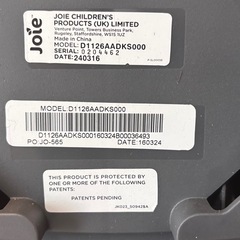 Joie
JOIE CHILDREN'S
PRODUCTS (UK) LIMITED
Venture Point, Towers Business Park,
Rugeley, Staffordshire, WS15 1UZ
MODEL:D1126AADKS000
Made in China
SERIAL: 0204462
DATE:240316
MODEL D1126AADKS000
D1126AADKS000160324B00036493
PO:JO-565
DATE:160324
THIS PRODUCT IS PROTECTED BY
ONE OR MORE OF THE FOLLOWING
PATENTS:
PATENTS PENDING